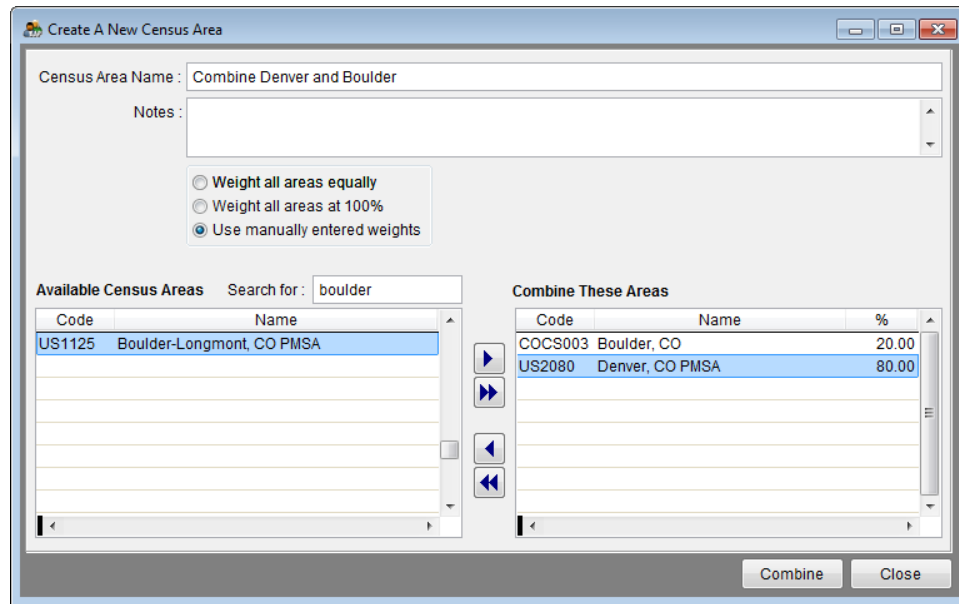 Create A New Census Area
Census Area Name : Combine Denver and Boulder
Notes :
Weight all areas equally
Weight all areas at 100%
Use manually entered weights
Available Census Areas Search for : boulder
Combine These Areas
Code Name
Code Name %
US1125 Boulder-Longmont, CO PMSA
COCS003 Boulder, CO 20.00
US2080 Denver, CO PMSA 80.00
Combine Close